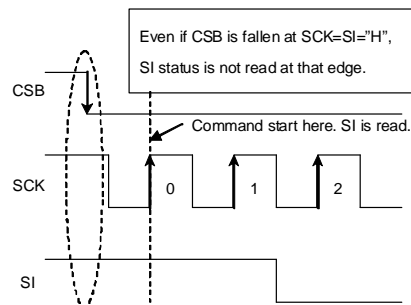 Even if CSB is fallen at SCK=SI=”H”,
SI status is not read at that edge.
CSB
Command start here. SI is read.
SCK
0
1
2
SI